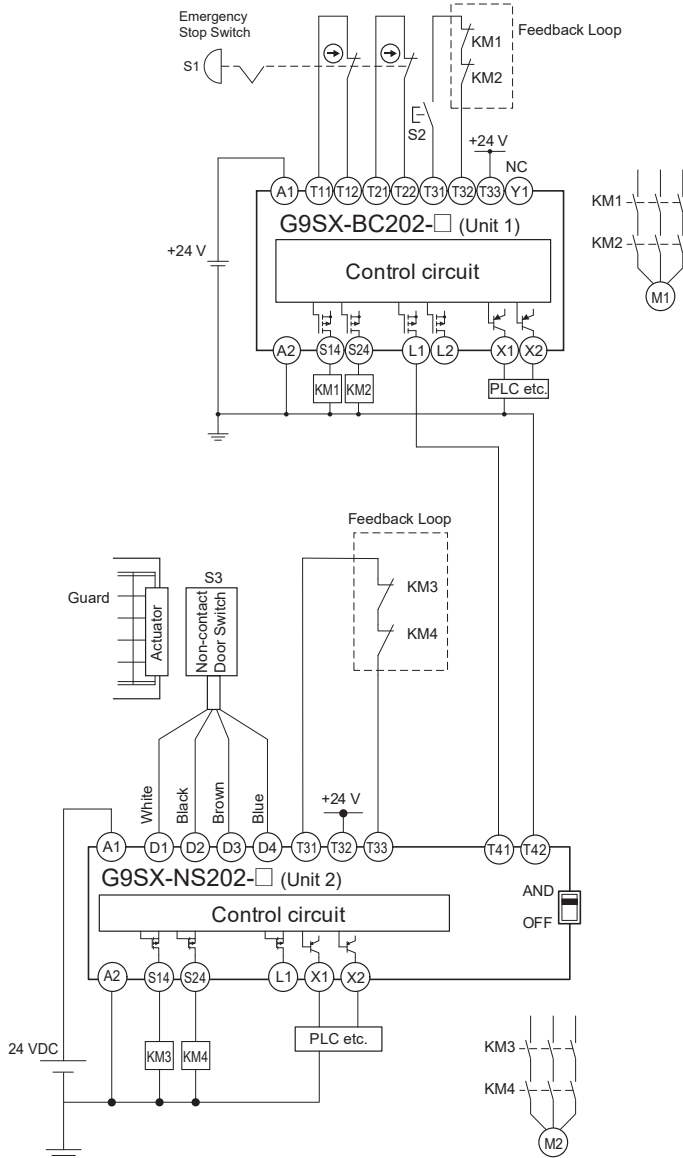 Emergency
Stop Switch
S1
KM1
KM2
Feedback Loop
S2
+24 V
NC
A1
T11
T12
T21
T22
T31
T32
T33
Y1
G9SX-BC202-□ (Unit 1)
+24 V
Control circuit
KM1
KM2
M1
A2
S14
S24
L1
L2
X1
X2
KM1
KM2
PLC etc.
Feedback Loop
KM3
KM4
Guard
Actuator
S3
Non-contact
Door Switch
White
Black
Brown
Blue
+24 V
A1
D1
D2
D3
D4
T31
T32
T33
T41
T42
G9SX-NS202-□ (Unit 2)
AND
OFF
Control circuit
A2
S14
S24
L1
X1
X2
24 VDC
KM3
KM4
PLC etc.
KM3
KM4
M2